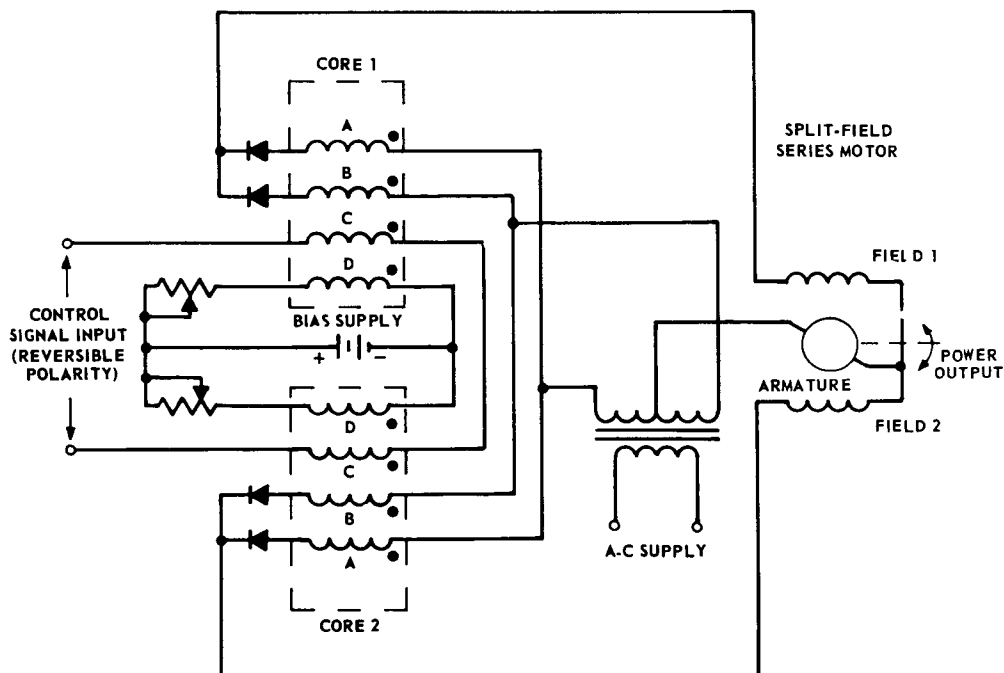 CORE 1
A
B
C
D
CONTROL
SIGNAL INPUT
(REVERSIBLE
POLARITY)
BIAS SUPPLY
+
-
D
C
B
A
CORE 2
A-C SUPPLY
SPLIT-FIELD
SERIES MOTOR
FIELD 1
ARMATURE
POWER
OUTPUT
FIELD 2